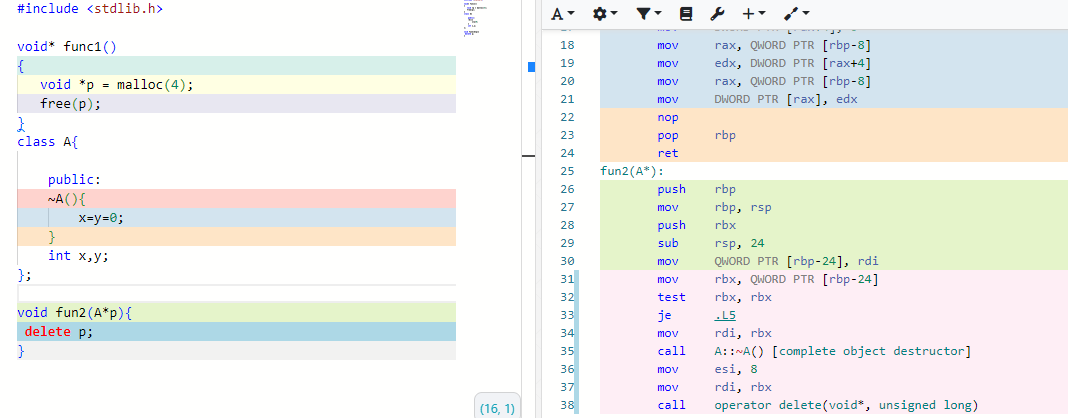 #include <stdlib.h>
void* func1()
{
void *p = malloc(4);
free(p);
}
class A{
public:
~A(){
x=y=0;
}
int x,y;
};
void fun2(A*p){
delete p;
}
(16, 1)
A
18 mov rax, QWORD PTR [rbp-8]
19 mov edx, DWORD PTR [rax+4]
20 mov rax, QWORD PTR [rbp-8]
21 mov DWORD PTR [rax], edx
22 nop
23 pop rbp
24 ret
25 fun2(A*):
26 push rbp
27 mov rbp, rsp
28 push rbx
29 sub rsp, 24
30 mov QWORD PTR [rbp-24], rdi
31 mov rbx, QWORD PTR [rbp-24]
32 test rbx, rbx
33 je .L5
34 mov rdi, rbx
35 call A::~A() [complete object destructor]
36 mov esi, 8
37 mov rdi, rbx
38 call operator delete(void*, unsigned long)